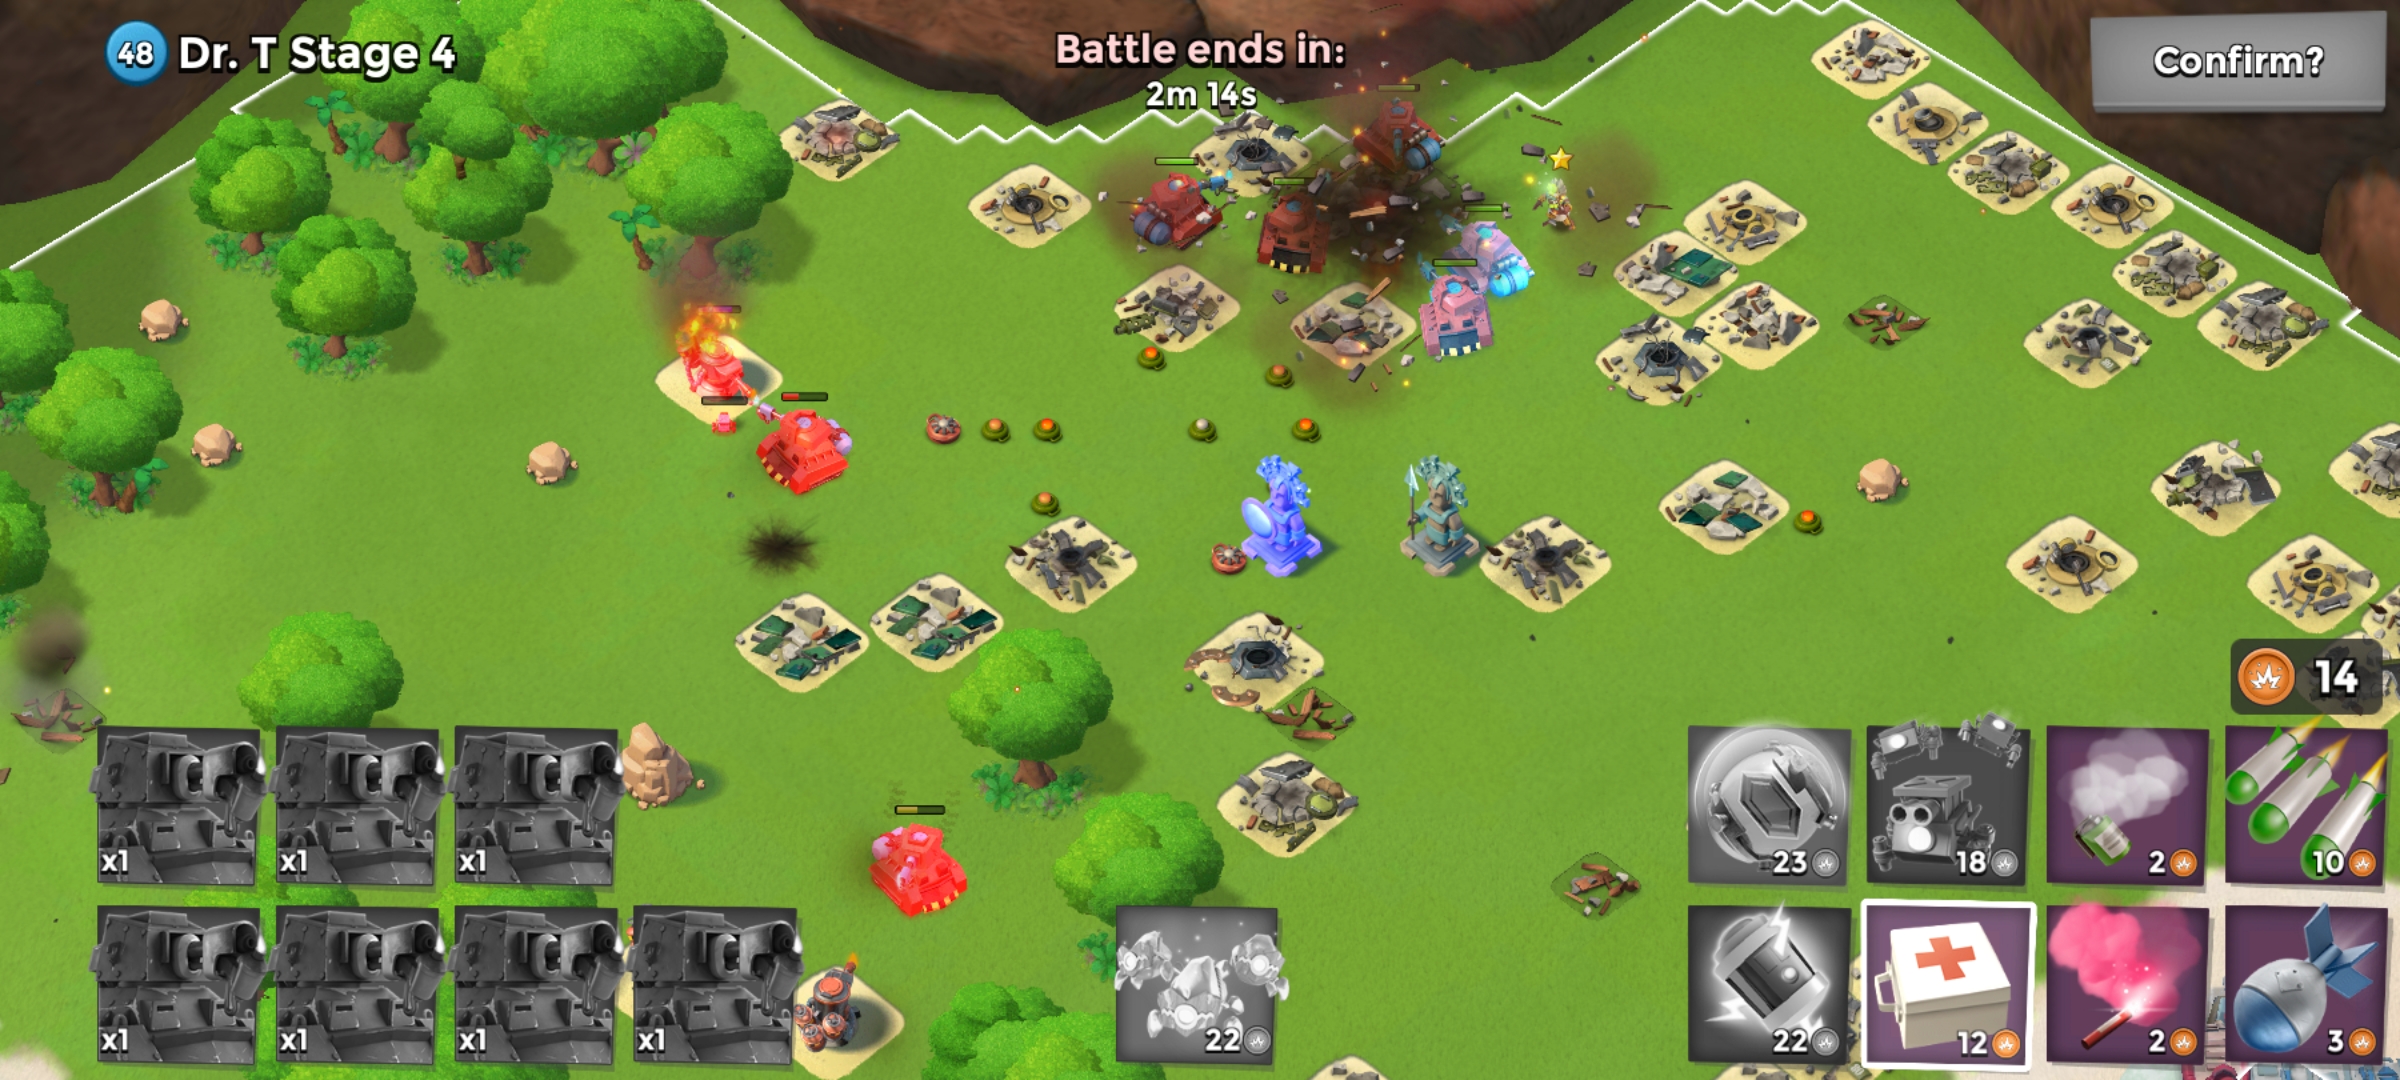 48 Dr. T Stage 4
Battle ends in:
2m 14s
Confirm?
14
x1
x1
x1
23
18
2
10
x1
x1
x1
x1
22
22
12
2
3